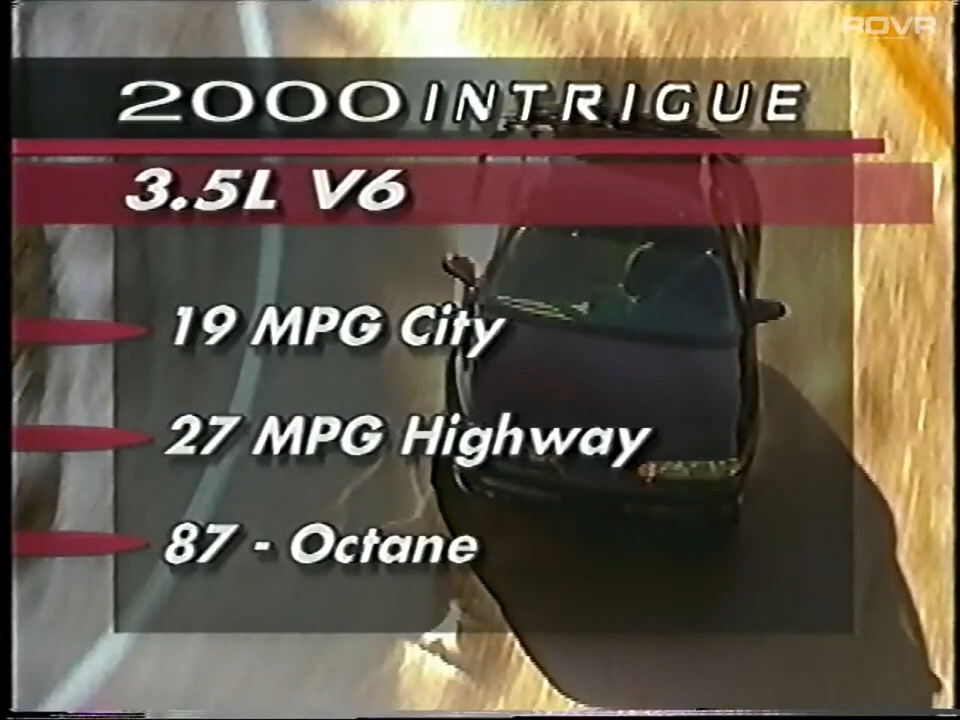 ROVR
2000 INTRIGUE
3.5L V6
19 MPG City
27 MPG Highway
87 - Octane